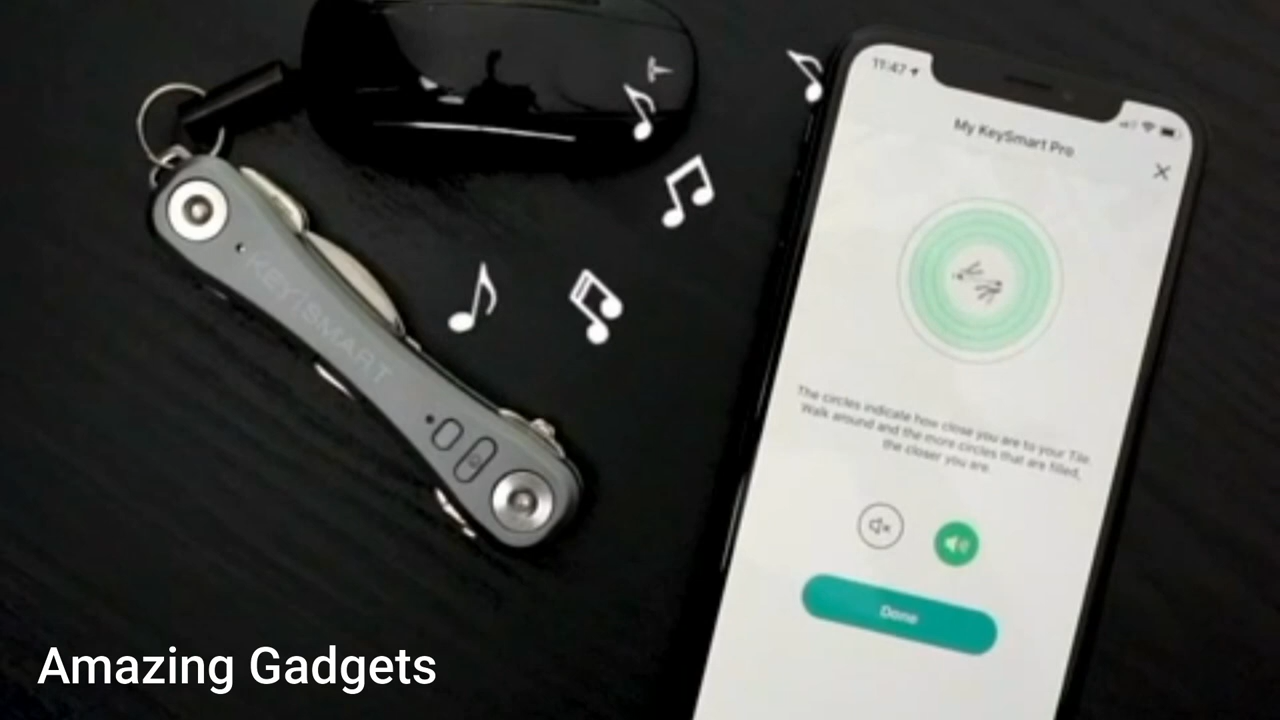 11:47
My KeySmart Pro
KEYSMART
The circles indicate how close you are to your Tile.
Walk around and the more circles that are filled,
the closer you are.
Done
Amazing Gadgets